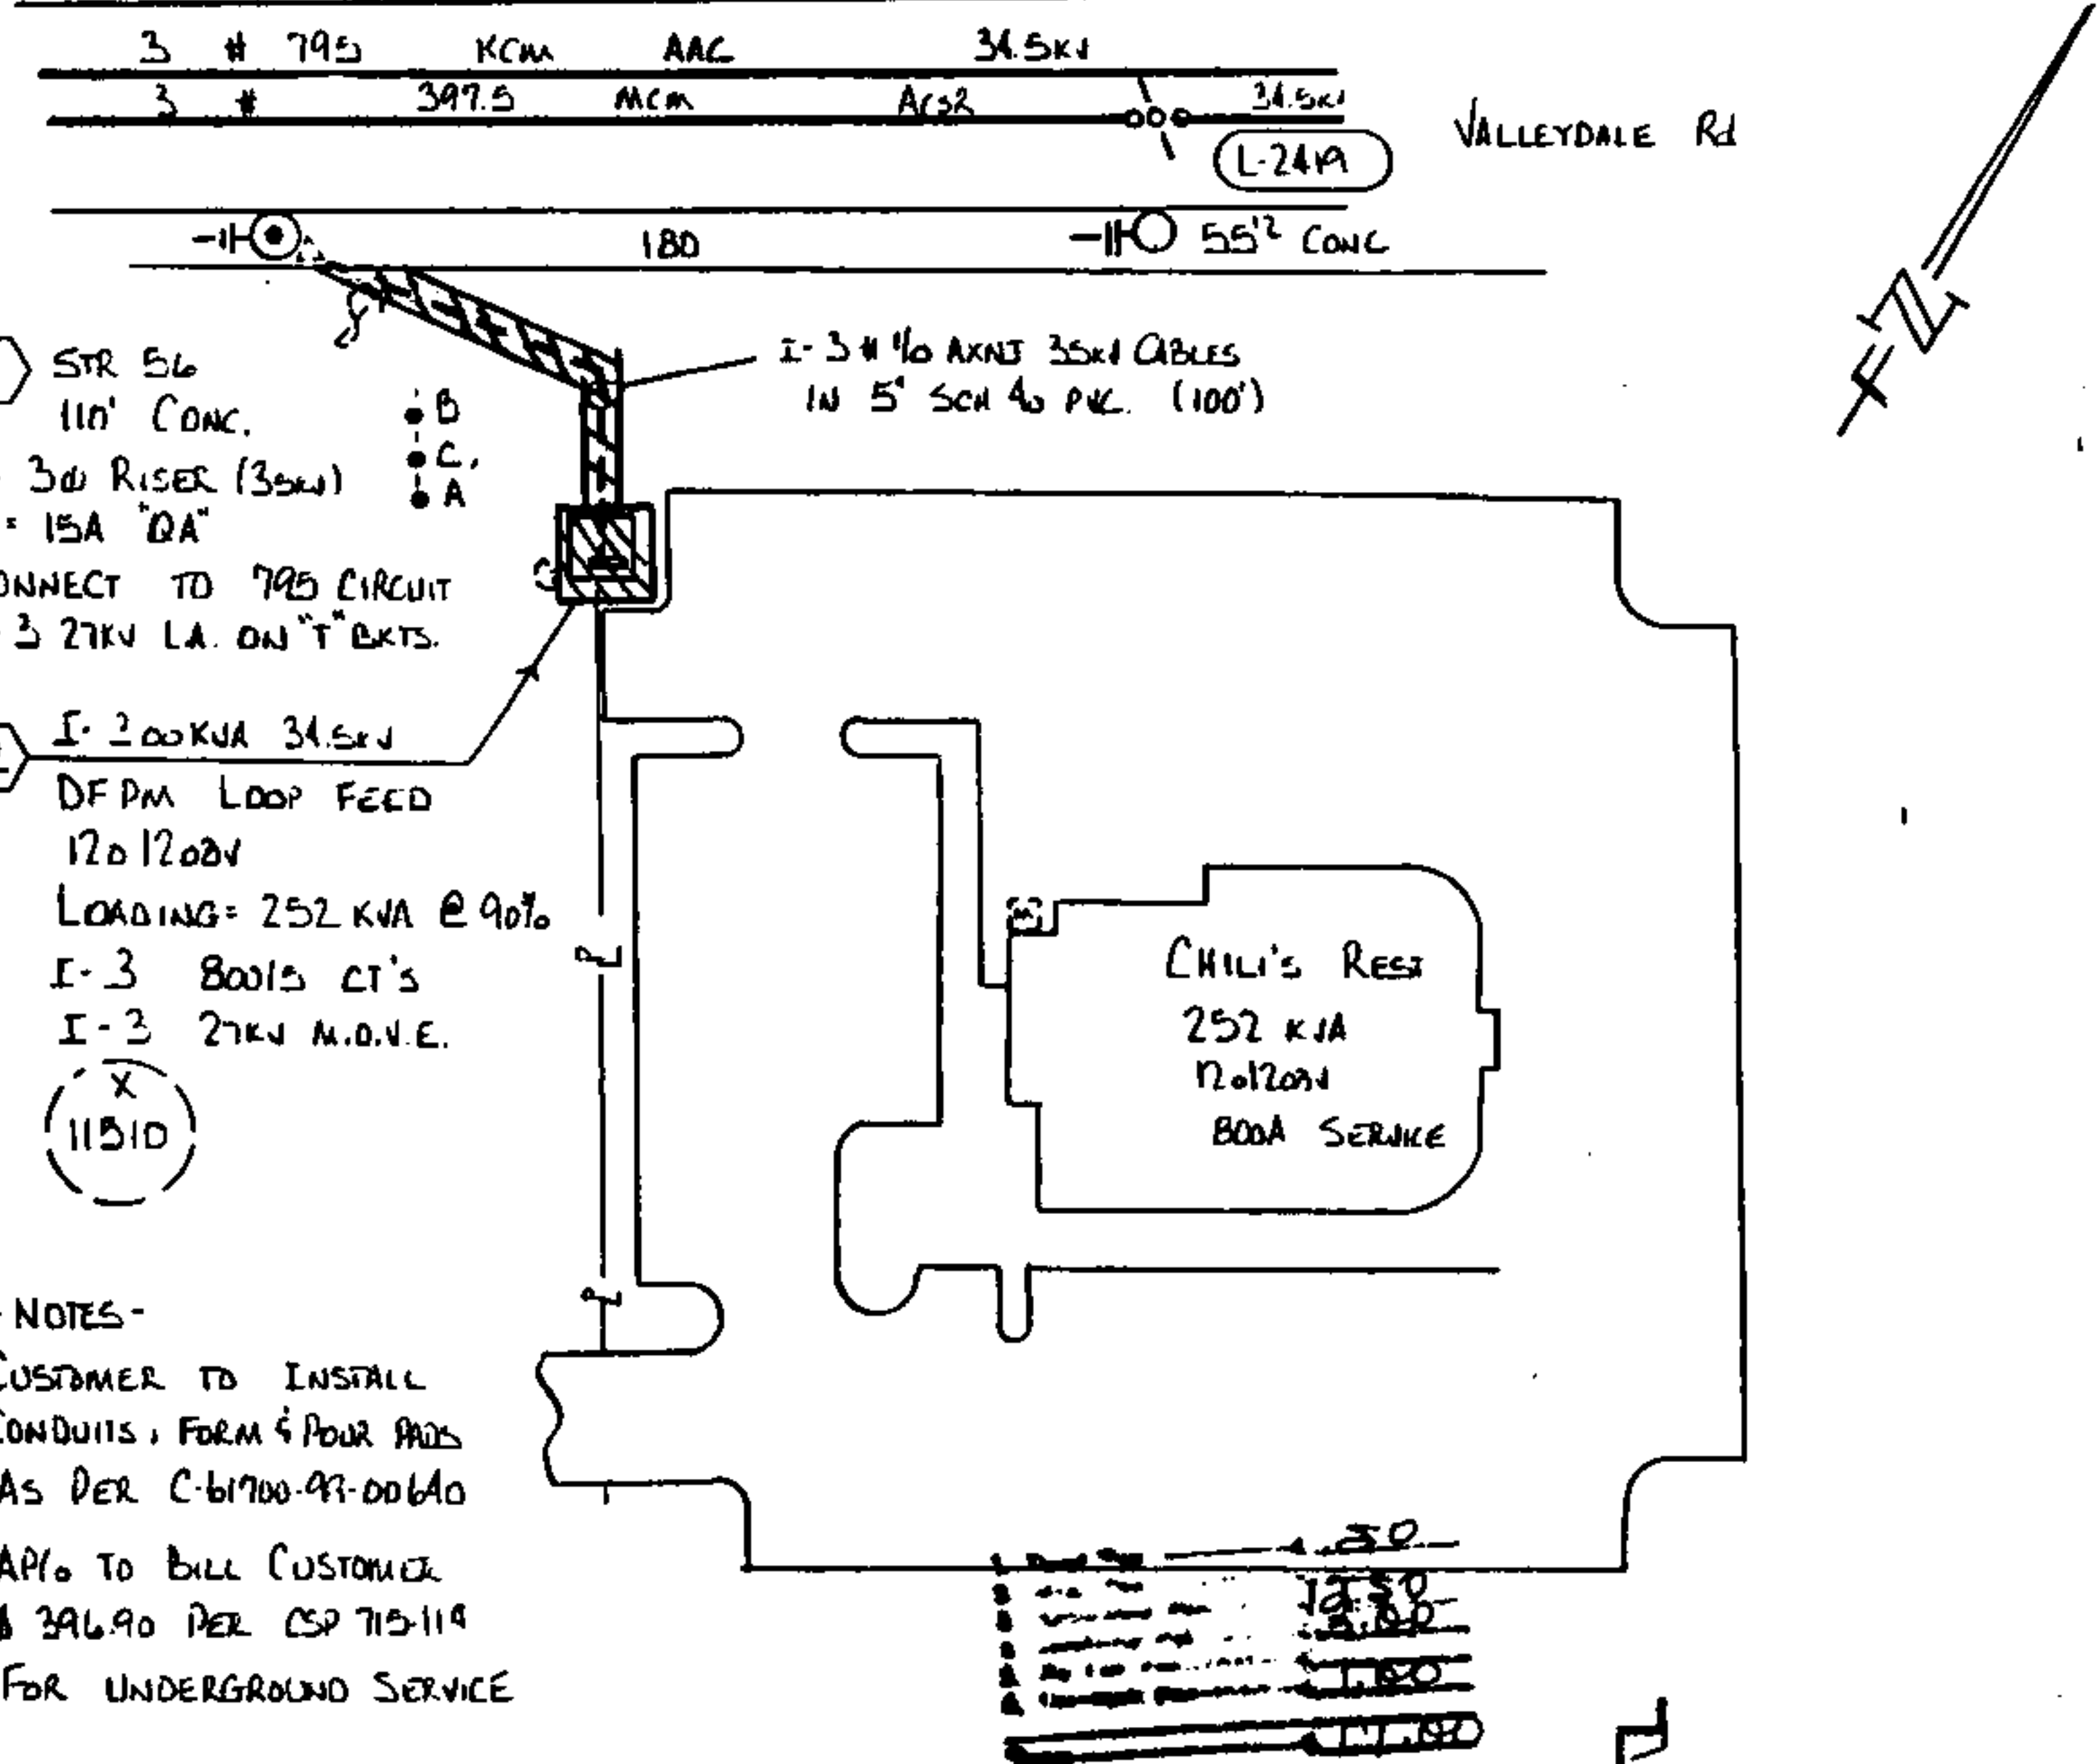 3 # 795 KCM AAC 34.5KV
3 # 397.5 MCM ACSR 34.5KV
VALLEYDALE Rd
L-2419
180
55'2 CONC
N
I-3 # 1/0 AXNJ 35KV CABLES
IN 5" SCH 40 PVC. (100')
STR 56
110' CONC.
B
C.
A
3Ø RISER (35KV)
= 15A "QA"
ONNECT TO 795 CIRCUIT
3 27KV L.A. ON "T" BKTS.
I- 300KVA 34.5KV
DFPM LOOP FEED
120/208V
LOADING= 252 KVA @ 90%
I-3 800/5 CT'S
I-3 27KV M.O.V.E.
X
11510
M
CHILI'S REST
252 KVA
120/208V
800A SERVICE
PL
PL
-NOTES-
CUSTOMER TO INSTALL
CONDUITS, FORM & POUR PADS
AS PER C-61700-97-00640
APCo TO BILL CUSTOMER
$ 396.90 PER CSP 715-119
FOR UNDERGROUND SERVICE